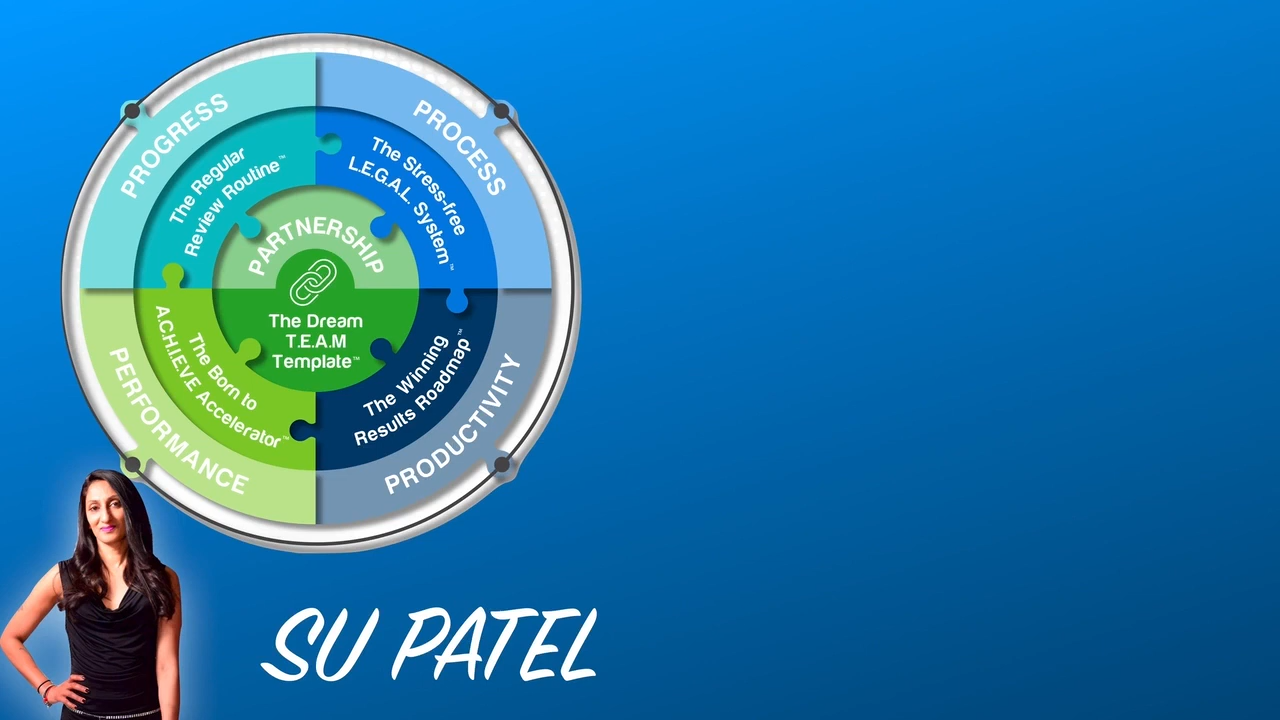 PROGRESS
The Regular
Review Routine™
PROCESS
The Stress-free
L.E.G.A.L. System™
PARTNERSHIP
The Dream
T.E.A.M
Template™
PERFORMANCE
The Born to
A.C.H.I.E.V.E Accelerator™
PRODUCTIVITY
The Winning
Results Roadmap™
SU PATEL